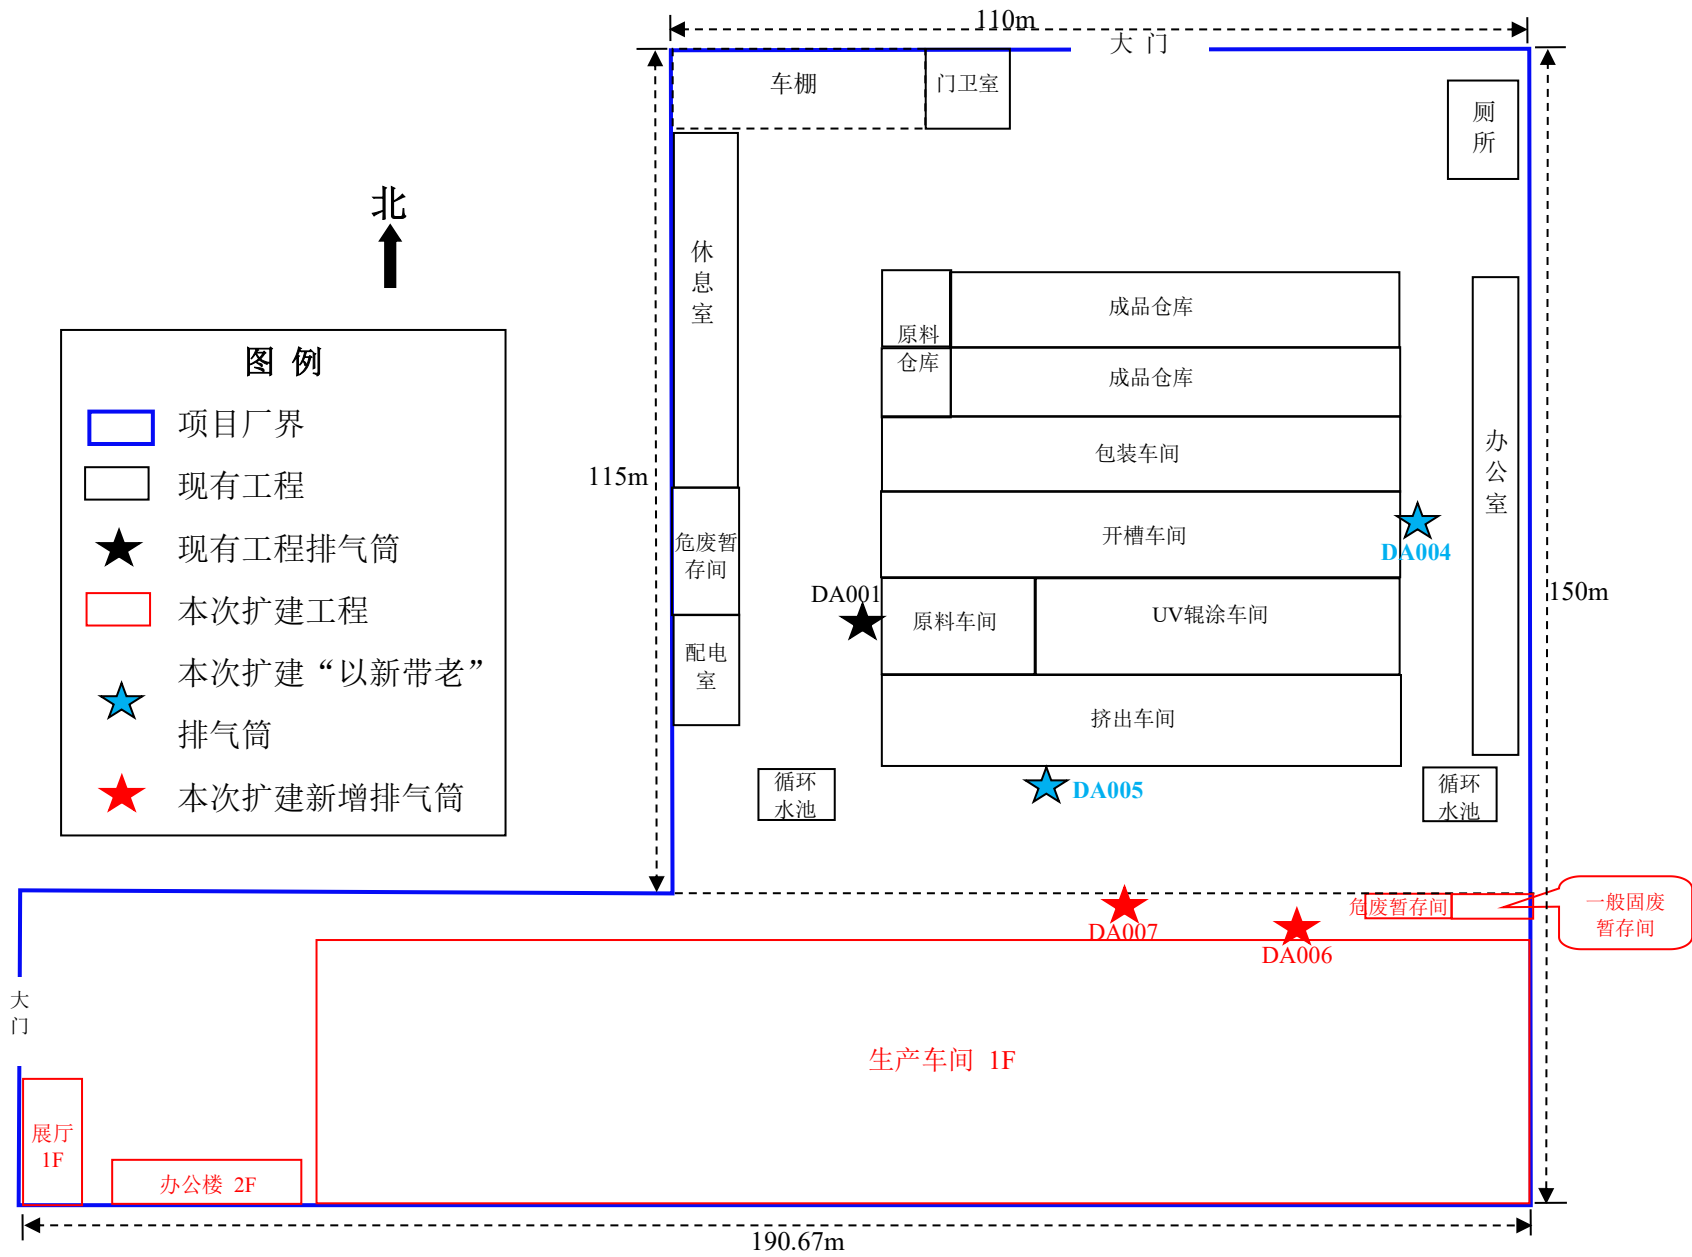 110m
大 门
车棚
门卫室
厕
所
北
休
息
室
成品仓库
原料
仓库
成品仓库
图 例
项目厂界
现有工程
现有工程排气筒
本次扩建工程
本次扩建“以新带老”
排气筒
本次扩建新增排气筒
包装车间
办
公
室
115m
危废暂
存间
开槽车间
DA004
DA001
150m
原料车间
UV辊涂车间
配电
室
挤出车间
循环
水池
DA005
循环
水池
危废暂存间
一般固废
暂存间
DA007
DA006
大
门
生产车间 1F
展厅
1F
办公楼 2F
190.67m